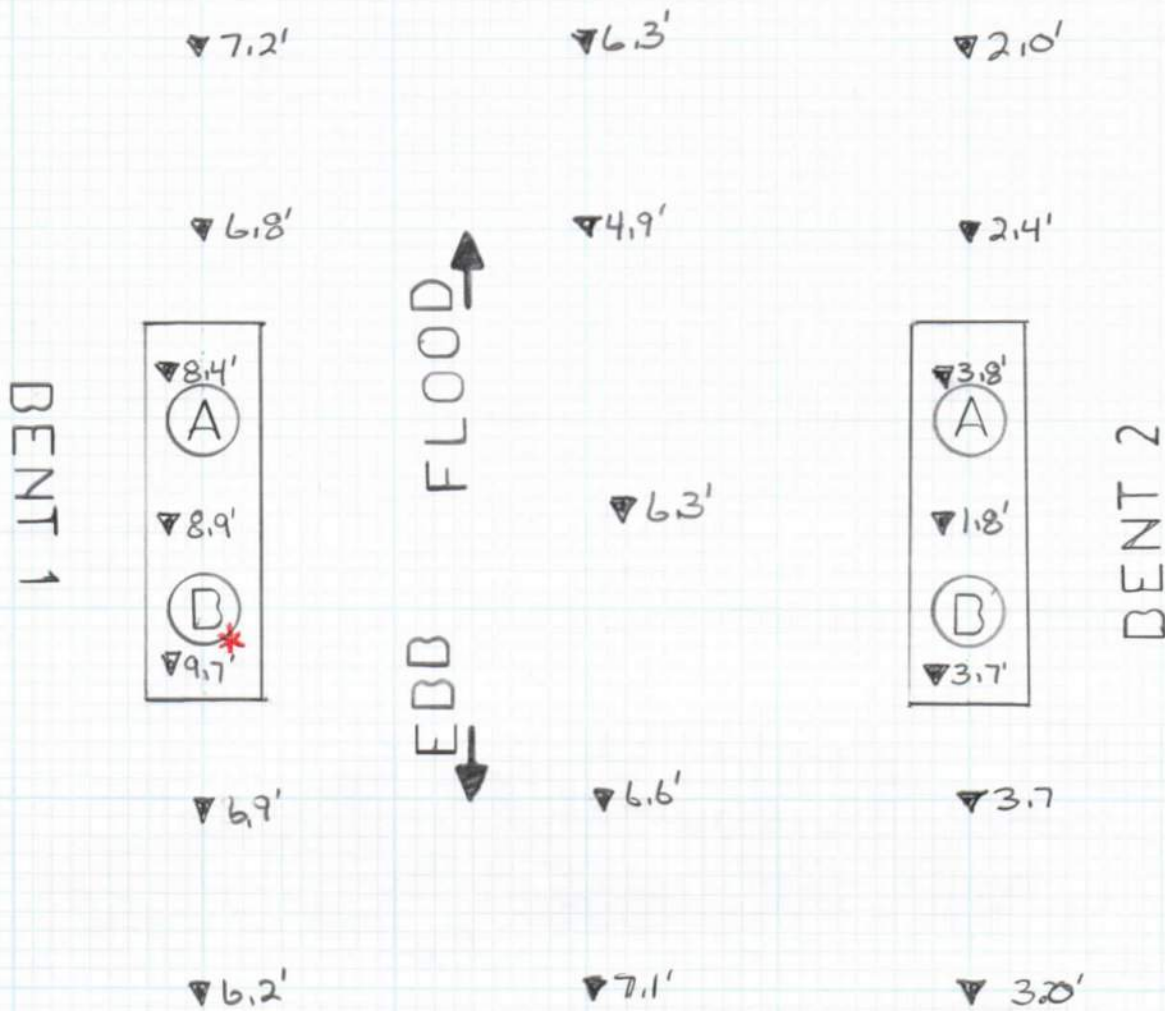 7.2' 6.3' 2.0'
6.8' 4.9' 2.4'
FLOOD
8.4' 3.8'
A A
BENT 1
8.9' 6.3' 1.8' BENT 2
B* B
EBB
9.7' 3.7'
6.9' 6.6' 3.7
6.2' 7.1' 3.20'